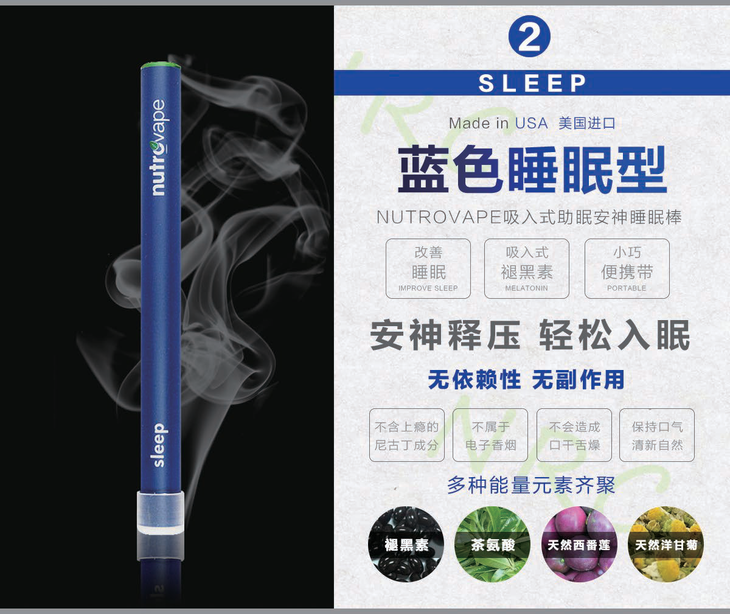 nutrovape
sleep
2
SLEEP
Made in USA 美国进口
蓝色睡眠型
NUTROVAPE吸入式助眠安神睡眠棒
改善
睡眠
IMPROVE SLEEP
吸入式
褪黑素
MELATONIN
小巧
便携带
PORTABLE
安神释压 轻松入眠
无依赖性 无副作用
不含上瘾的
尼古丁成分
不属于
电子香烟
不会造成
口干舌燥
保持口气
清新自然
多种能量元素齐聚
褪黑素
茶氨酸
天然西番莲
天然洋甘菊
NRC